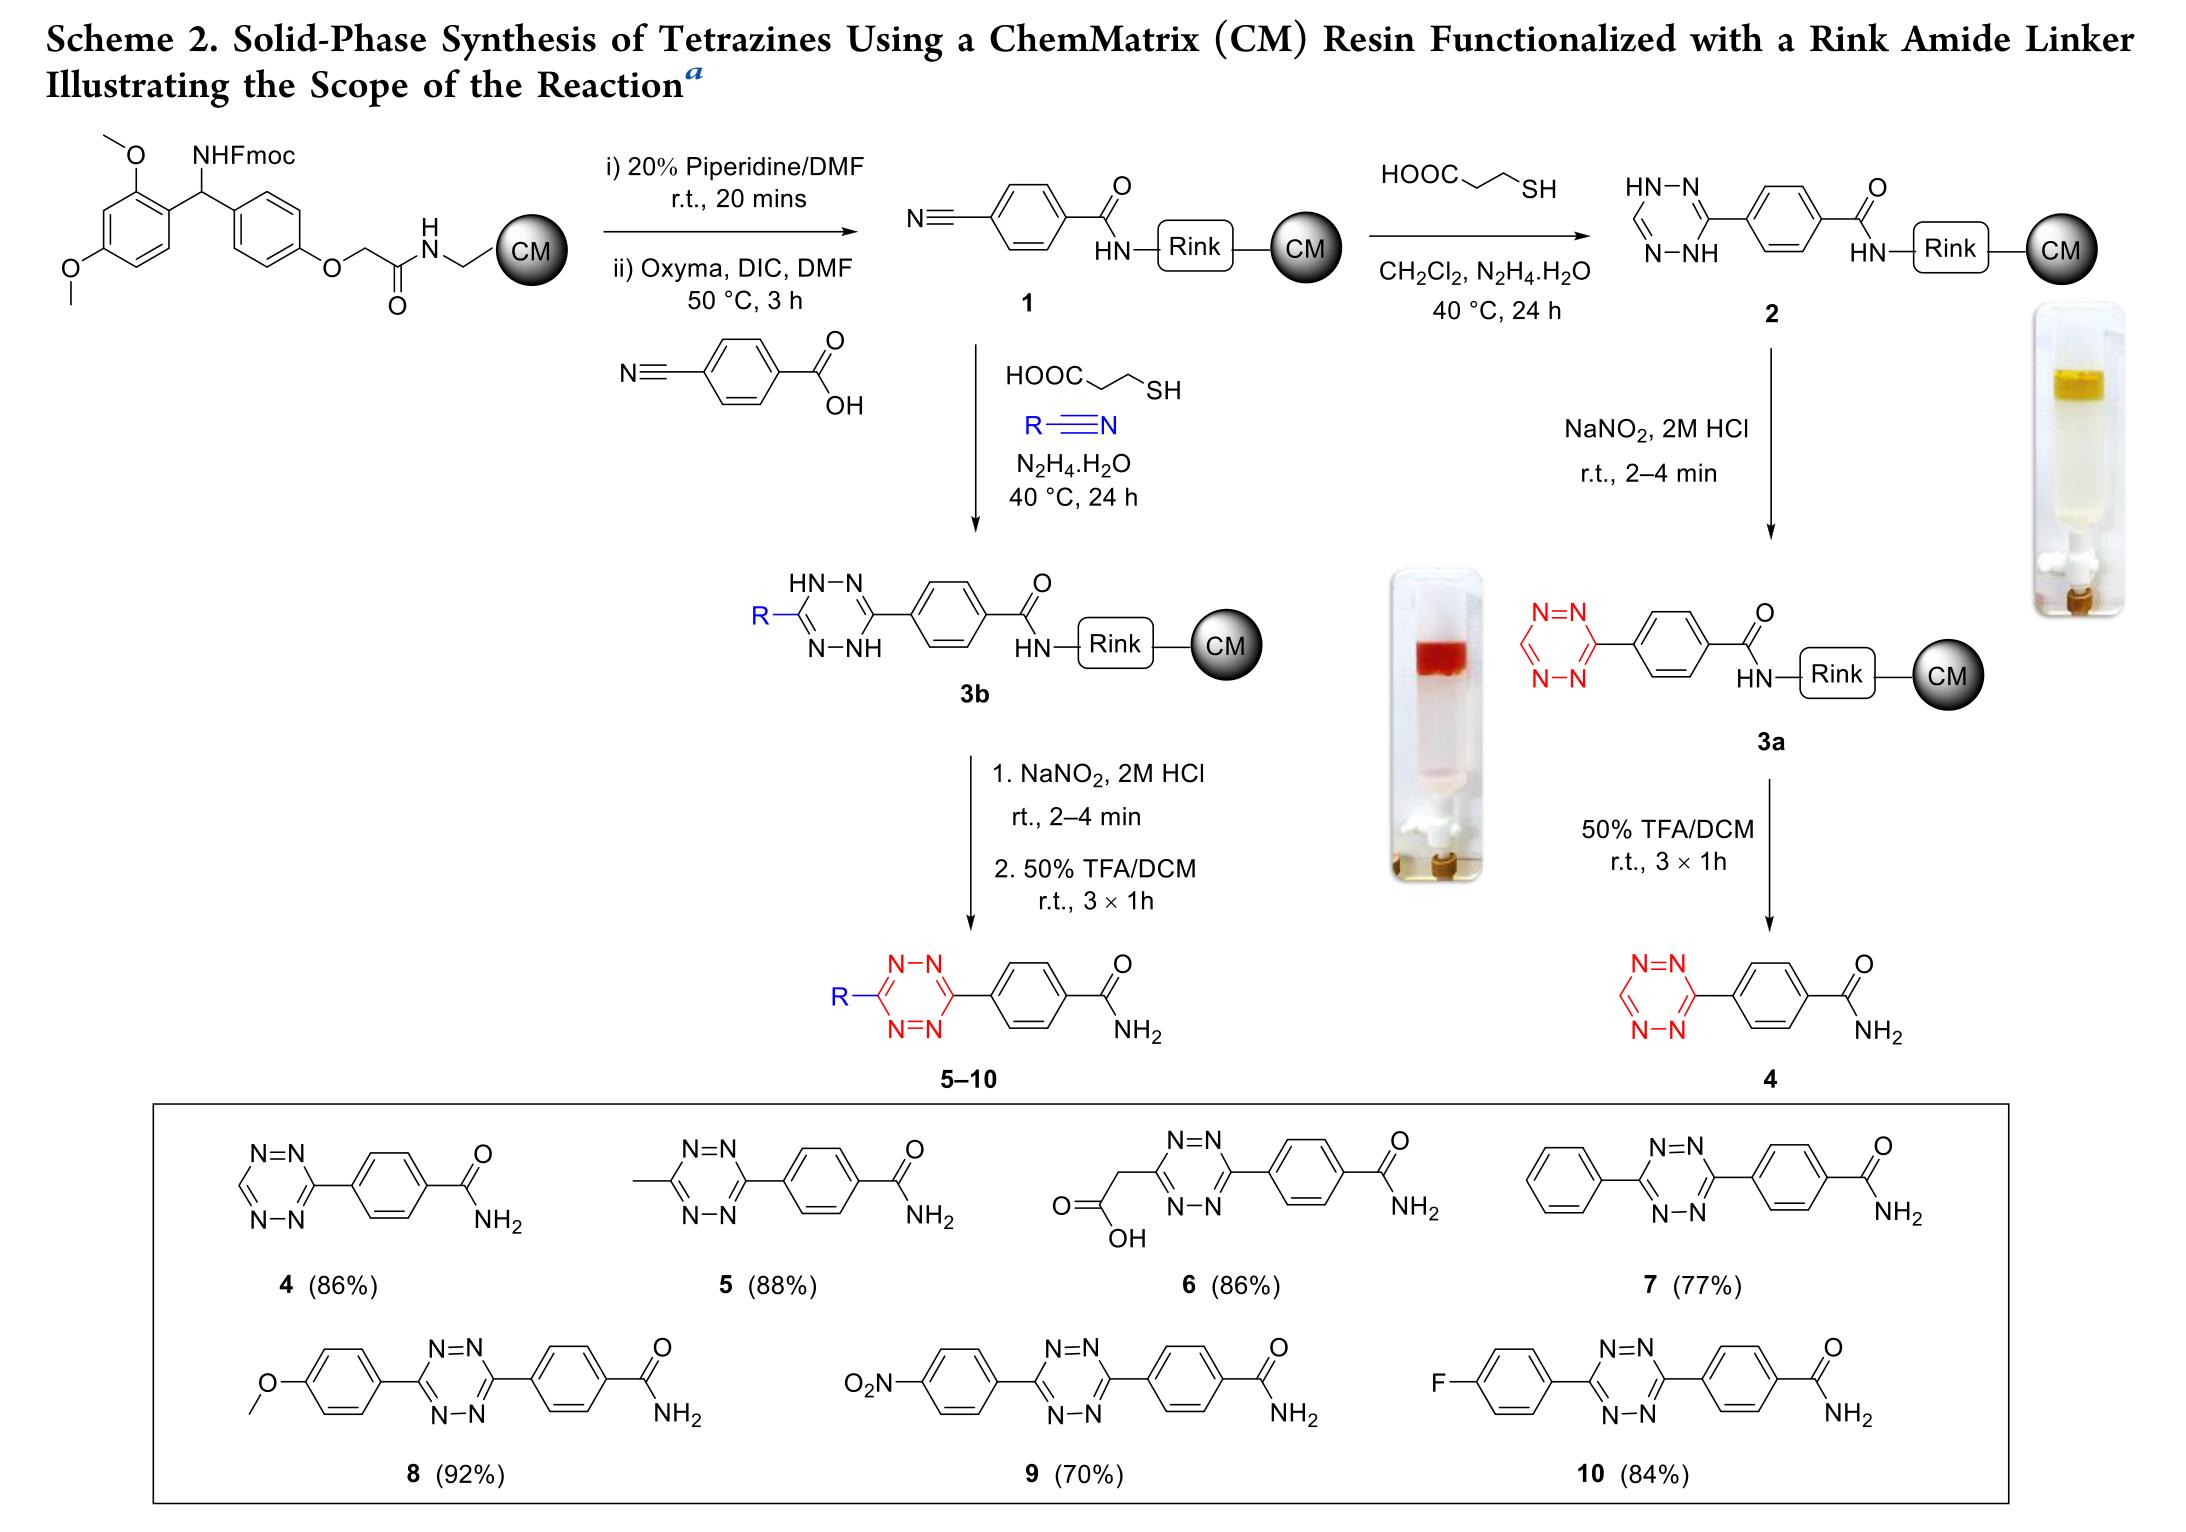 Scheme 2. Solid-Phase Synthesis of Tetrazines Using a ChemMatrix (CM) Resin Functionalized with a Rink Amide Linker
Illustrating the Scope of the Reaction^a
O
NHFmoc
O
O
H
N
O
CM
i) 20% Piperidine/DMF
r.t., 20 mins
ii) Oxyma, DIC, DMF
50 °C, 3 h
N
O
OH
N
O
HN
Rink
CM
1
HOOC
SH
CH2Cl2, N2H4.H2O
40 °C, 24 h
HN–N
N–NH
O
HN
Rink
CM
2
HOOC
SH
R
N
N2H4.H2O
40 °C, 24 h
NaNO2, 2M HCl
r.t., 2–4 min
HN–N
R
N–NH
O
HN
Rink
CM
3b
N=N
N–N
O
HN
Rink
CM
3a
1. NaNO2, 2M HCl
rt., 2–4 min
2. 50% TFA/DCM
r.t., 3 × 1h
50% TFA/DCM
r.t., 3 × 1h
N–N
R
N=N
O
NH2
5–10
N=N
N–N
O
NH2
4
N=N
N–N
O
NH2
4 (86%)
N=N
N–N
O
NH2
5 (88%)
N=N
N–N
O
OH
O
NH2
6 (86%)
N=N
N–N
O
NH2
7 (77%)
O
N=N
N–N
O
NH2
8 (92%)
O2N
N=N
N–N
O
NH2
9 (70%)
F
N=N
N–N
O
NH2
10 (84%)